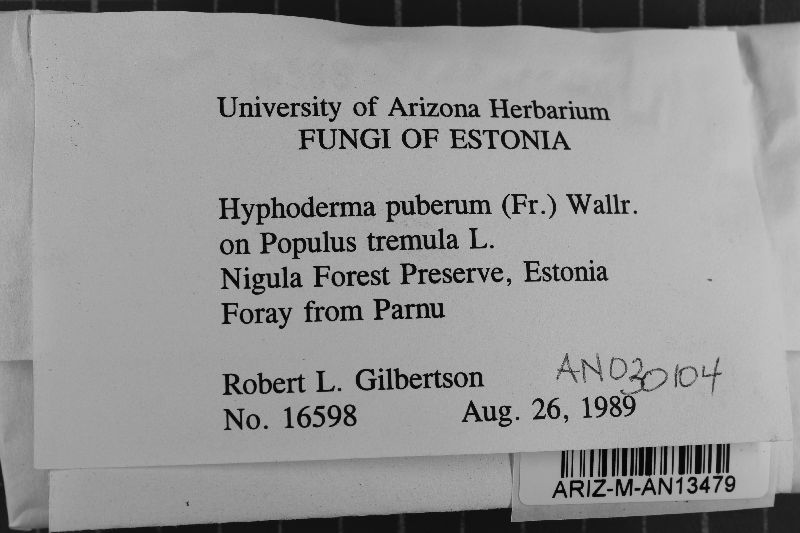 University of Arizona Herbarium
FUNGI OF ESTONIA
Hyphoderma puberum (Fr.) Wallr.
on Populus tremula L.
Nigula Forest Preserve, Estonia
Foray from Parnu
Robert L. Gilbertson
AN030104
No. 16598 Aug. 26, 1989
ARIZ-M-AN13479